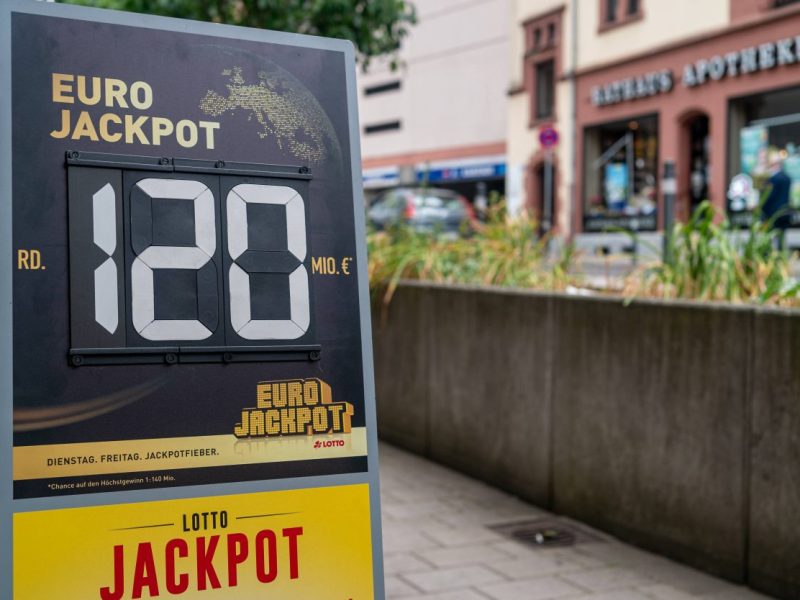 EURO
JACKPOT
RD. 120 MIO. €*
EURO
JACKPOT
LOTTO
DIENSTAG. FREITAG. JACKPOTFIEBER.
*Chance auf den Höchstgewinn 1:140 Mio.
LOTTO
JACKPOT
RATHAUS APOTHEKE